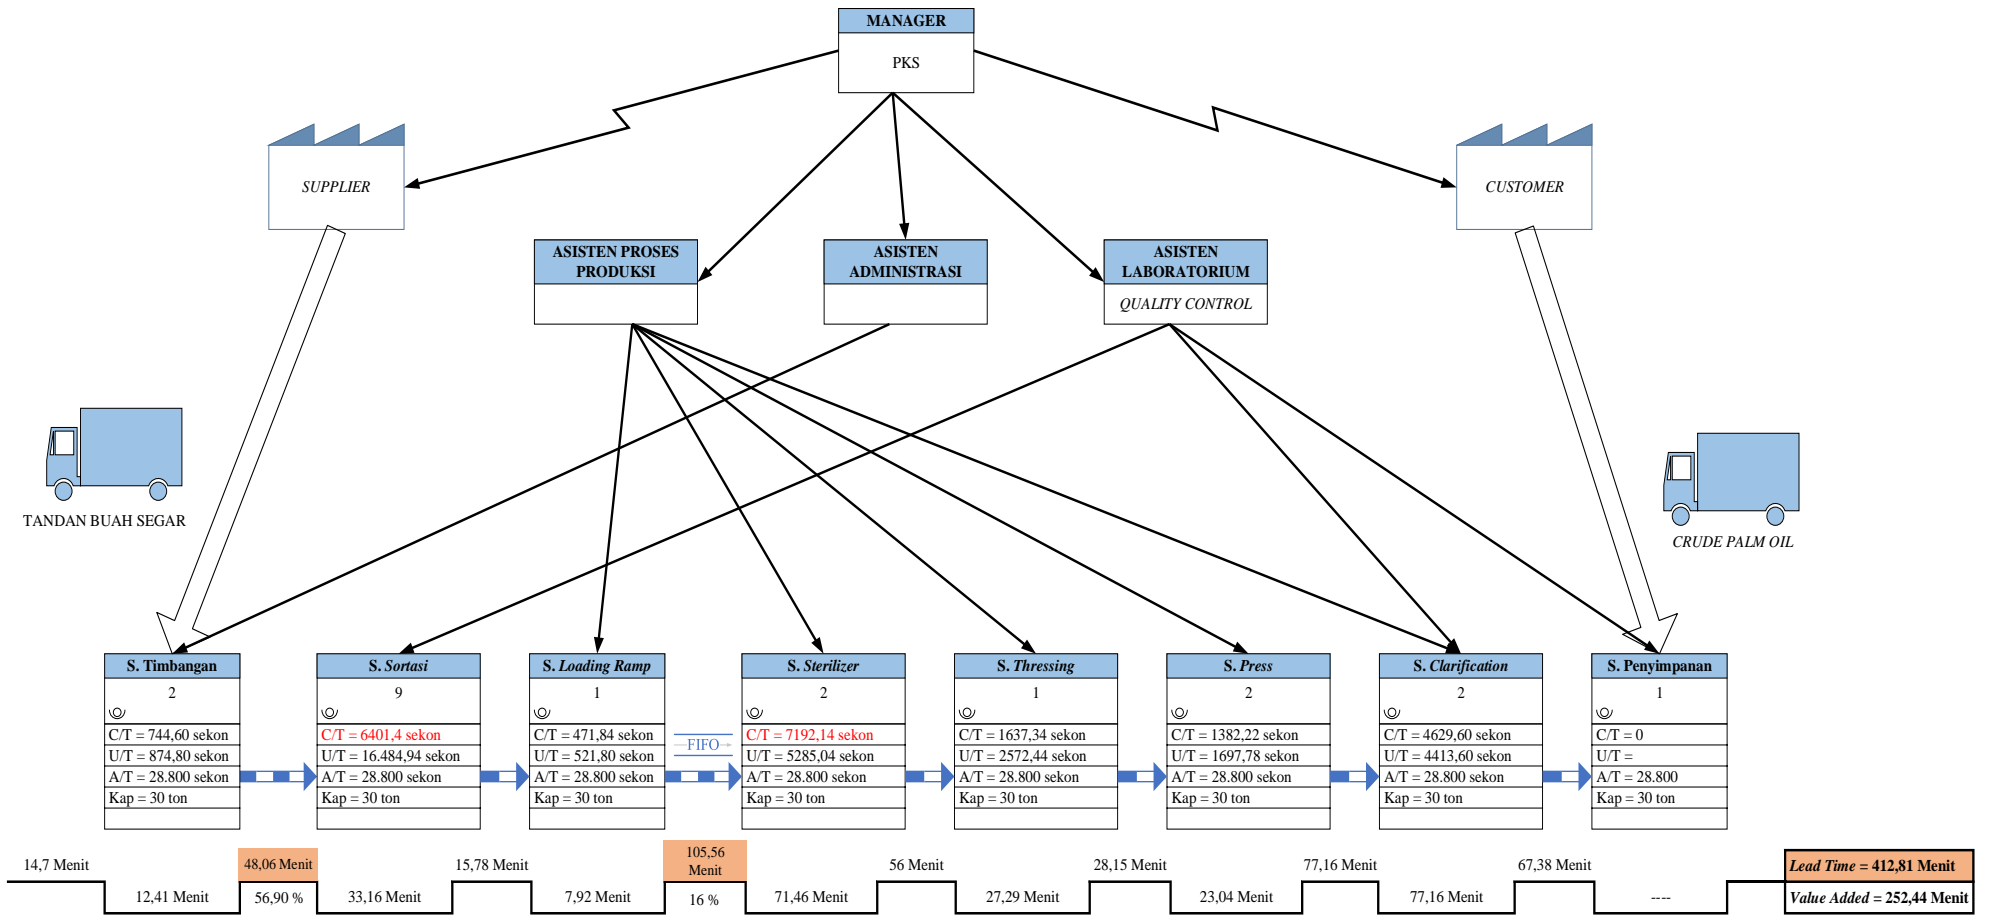 MANAGER
PKS
SUPPLIER
CUSTOMER
ASISTEN PROSES
PRODUKSI
ASISTEN
ADMINISTRASI
ASISTEN
LABORATORIUM
QUALITY CONTROL
TANDAN BUAH SEGAR
CRUDE PALM OIL
S. Timbangan
2
C/T = 744,60 sekon
U/T = 874,80 sekon
A/T = 28.800 sekon
Kap = 30 ton
S. Sortasi
9
C/T = 6401,4 sekon
U/T = 16.484,94 sekon
A/T = 28.800 sekon
Kap = 30 ton
S. Loading Ramp
1
C/T = 471,84 sekon
U/T = 521,80 sekon
A/T = 28.800 sekon
Kap = 30 ton
FIFO
S. Sterilizer
2
C/T = 7192,14 sekon
U/T = 5285,04 sekon
A/T = 28.800 sekon
Kap = 30 ton
S. Thressing
1
C/T = 1637,34 sekon
U/T = 2572,44 sekon
A/T = 28.800 sekon
Kap = 30 ton
S. Press
2
C/T = 1382,22 sekon
U/T = 1697,78 sekon
A/T = 28.800 sekon
Kap = 30 ton
S. Clarification
2
C/T = 4629,60 sekon
U/T = 4413,60 sekon
A/T = 28.800 sekon
Kap = 30 ton
S. Penyimpanan
1
C/T = 0
U/T =
A/T = 28.800
Kap = 30 ton
14,7 Menit
48,06 Menit
15,78 Menit
105,56
Menit
56 Menit
28,15 Menit
77,16 Menit
67,38 Menit
Lead Time = 412,81 Menit
12,41 Menit
56,90 %
33,16 Menit
7,92 Menit
16 %
71,46 Menit
27,29 Menit
23,04 Menit
77,16 Menit
----
Value Added = 252,44 Menit